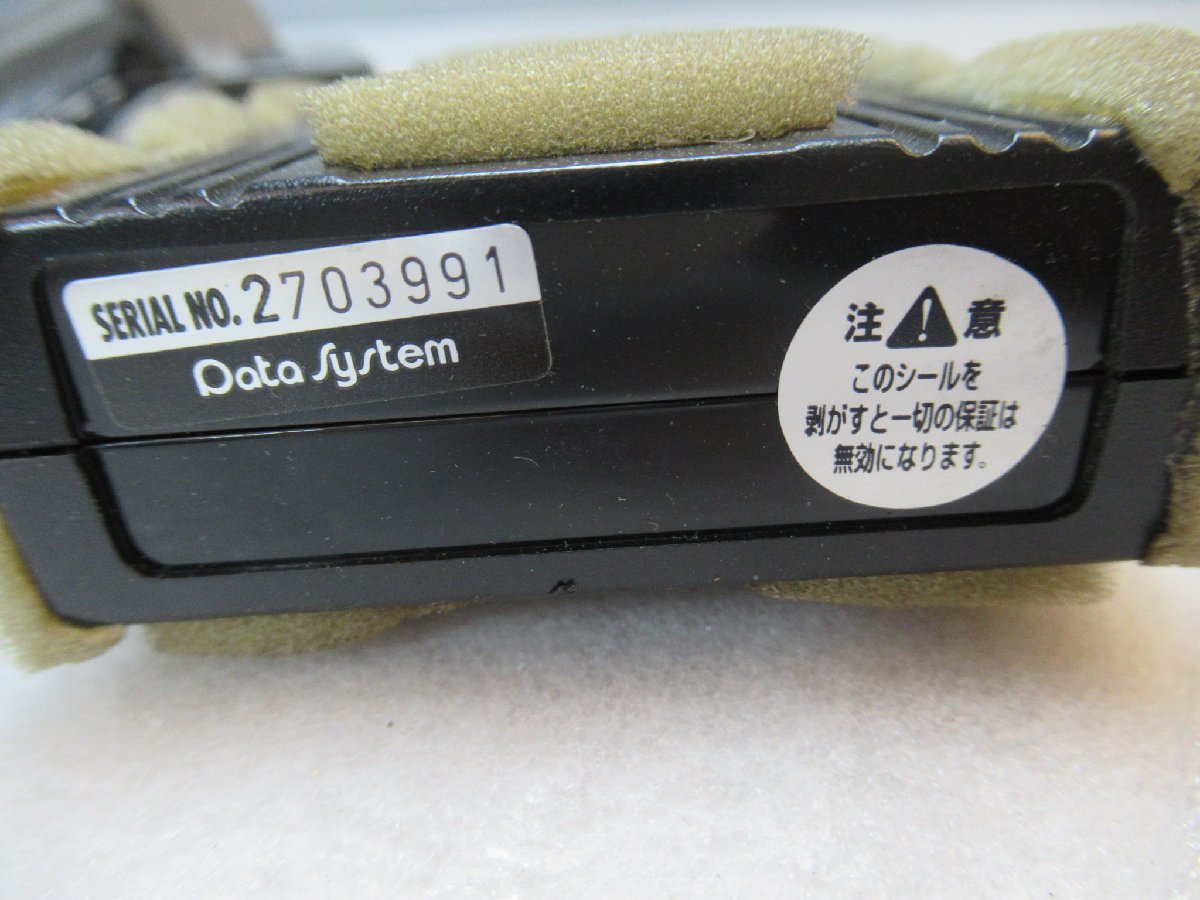 SERIAL NO. 2703991
Data System
注意
このシールを
剥がすと一切の保証は
無効になります。